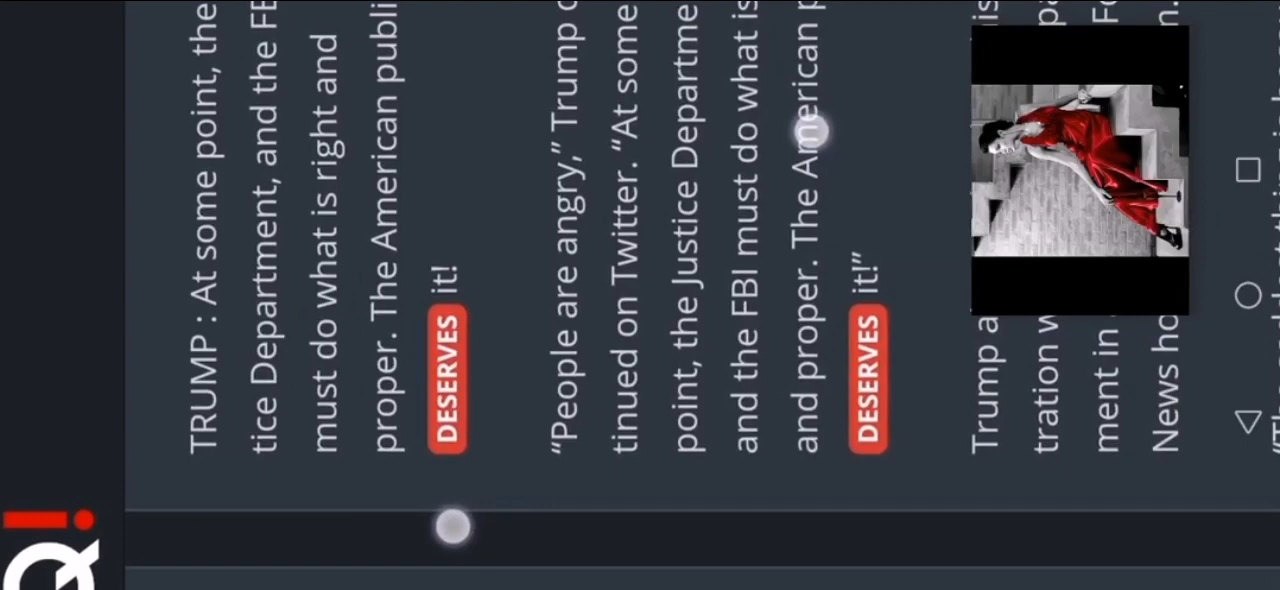 Q!
TRUMP : At some point, the
tice Department, and the FB
must do what is right and
proper. The American publi
DESERVES it!
“People are angry,” Trump
tinued on Twitter. “At some
point, the Justice Departme
and the FBI must do what is
and proper. The American p
DESERVES it!”
Trump a
tration w
ment in
News ho